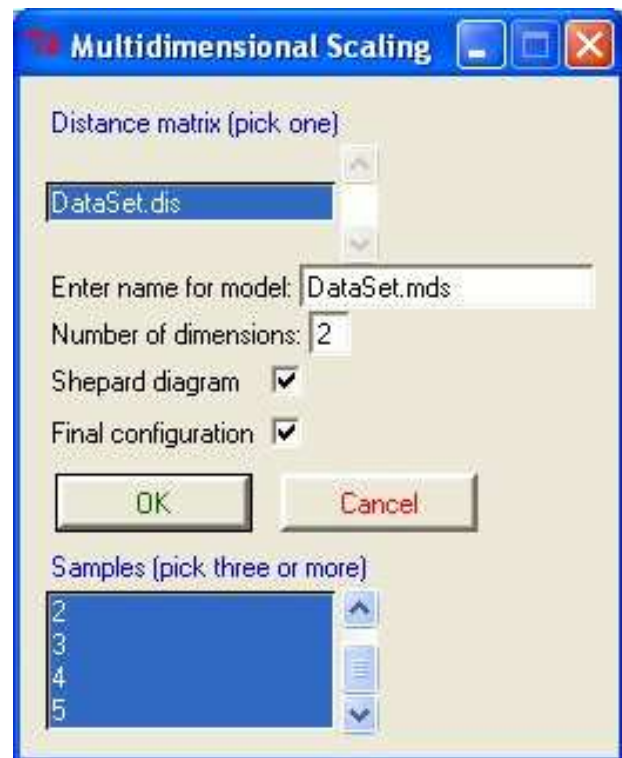 Multidimensional Scaling
Distance matrix (pick one)
DataSet.dis
Enter name for model: DataSet.mds
Number of dimensions: 2
Shepard diagram
Final configuration
OK Cancel
Samples (pick three or more)
2
3
4
5